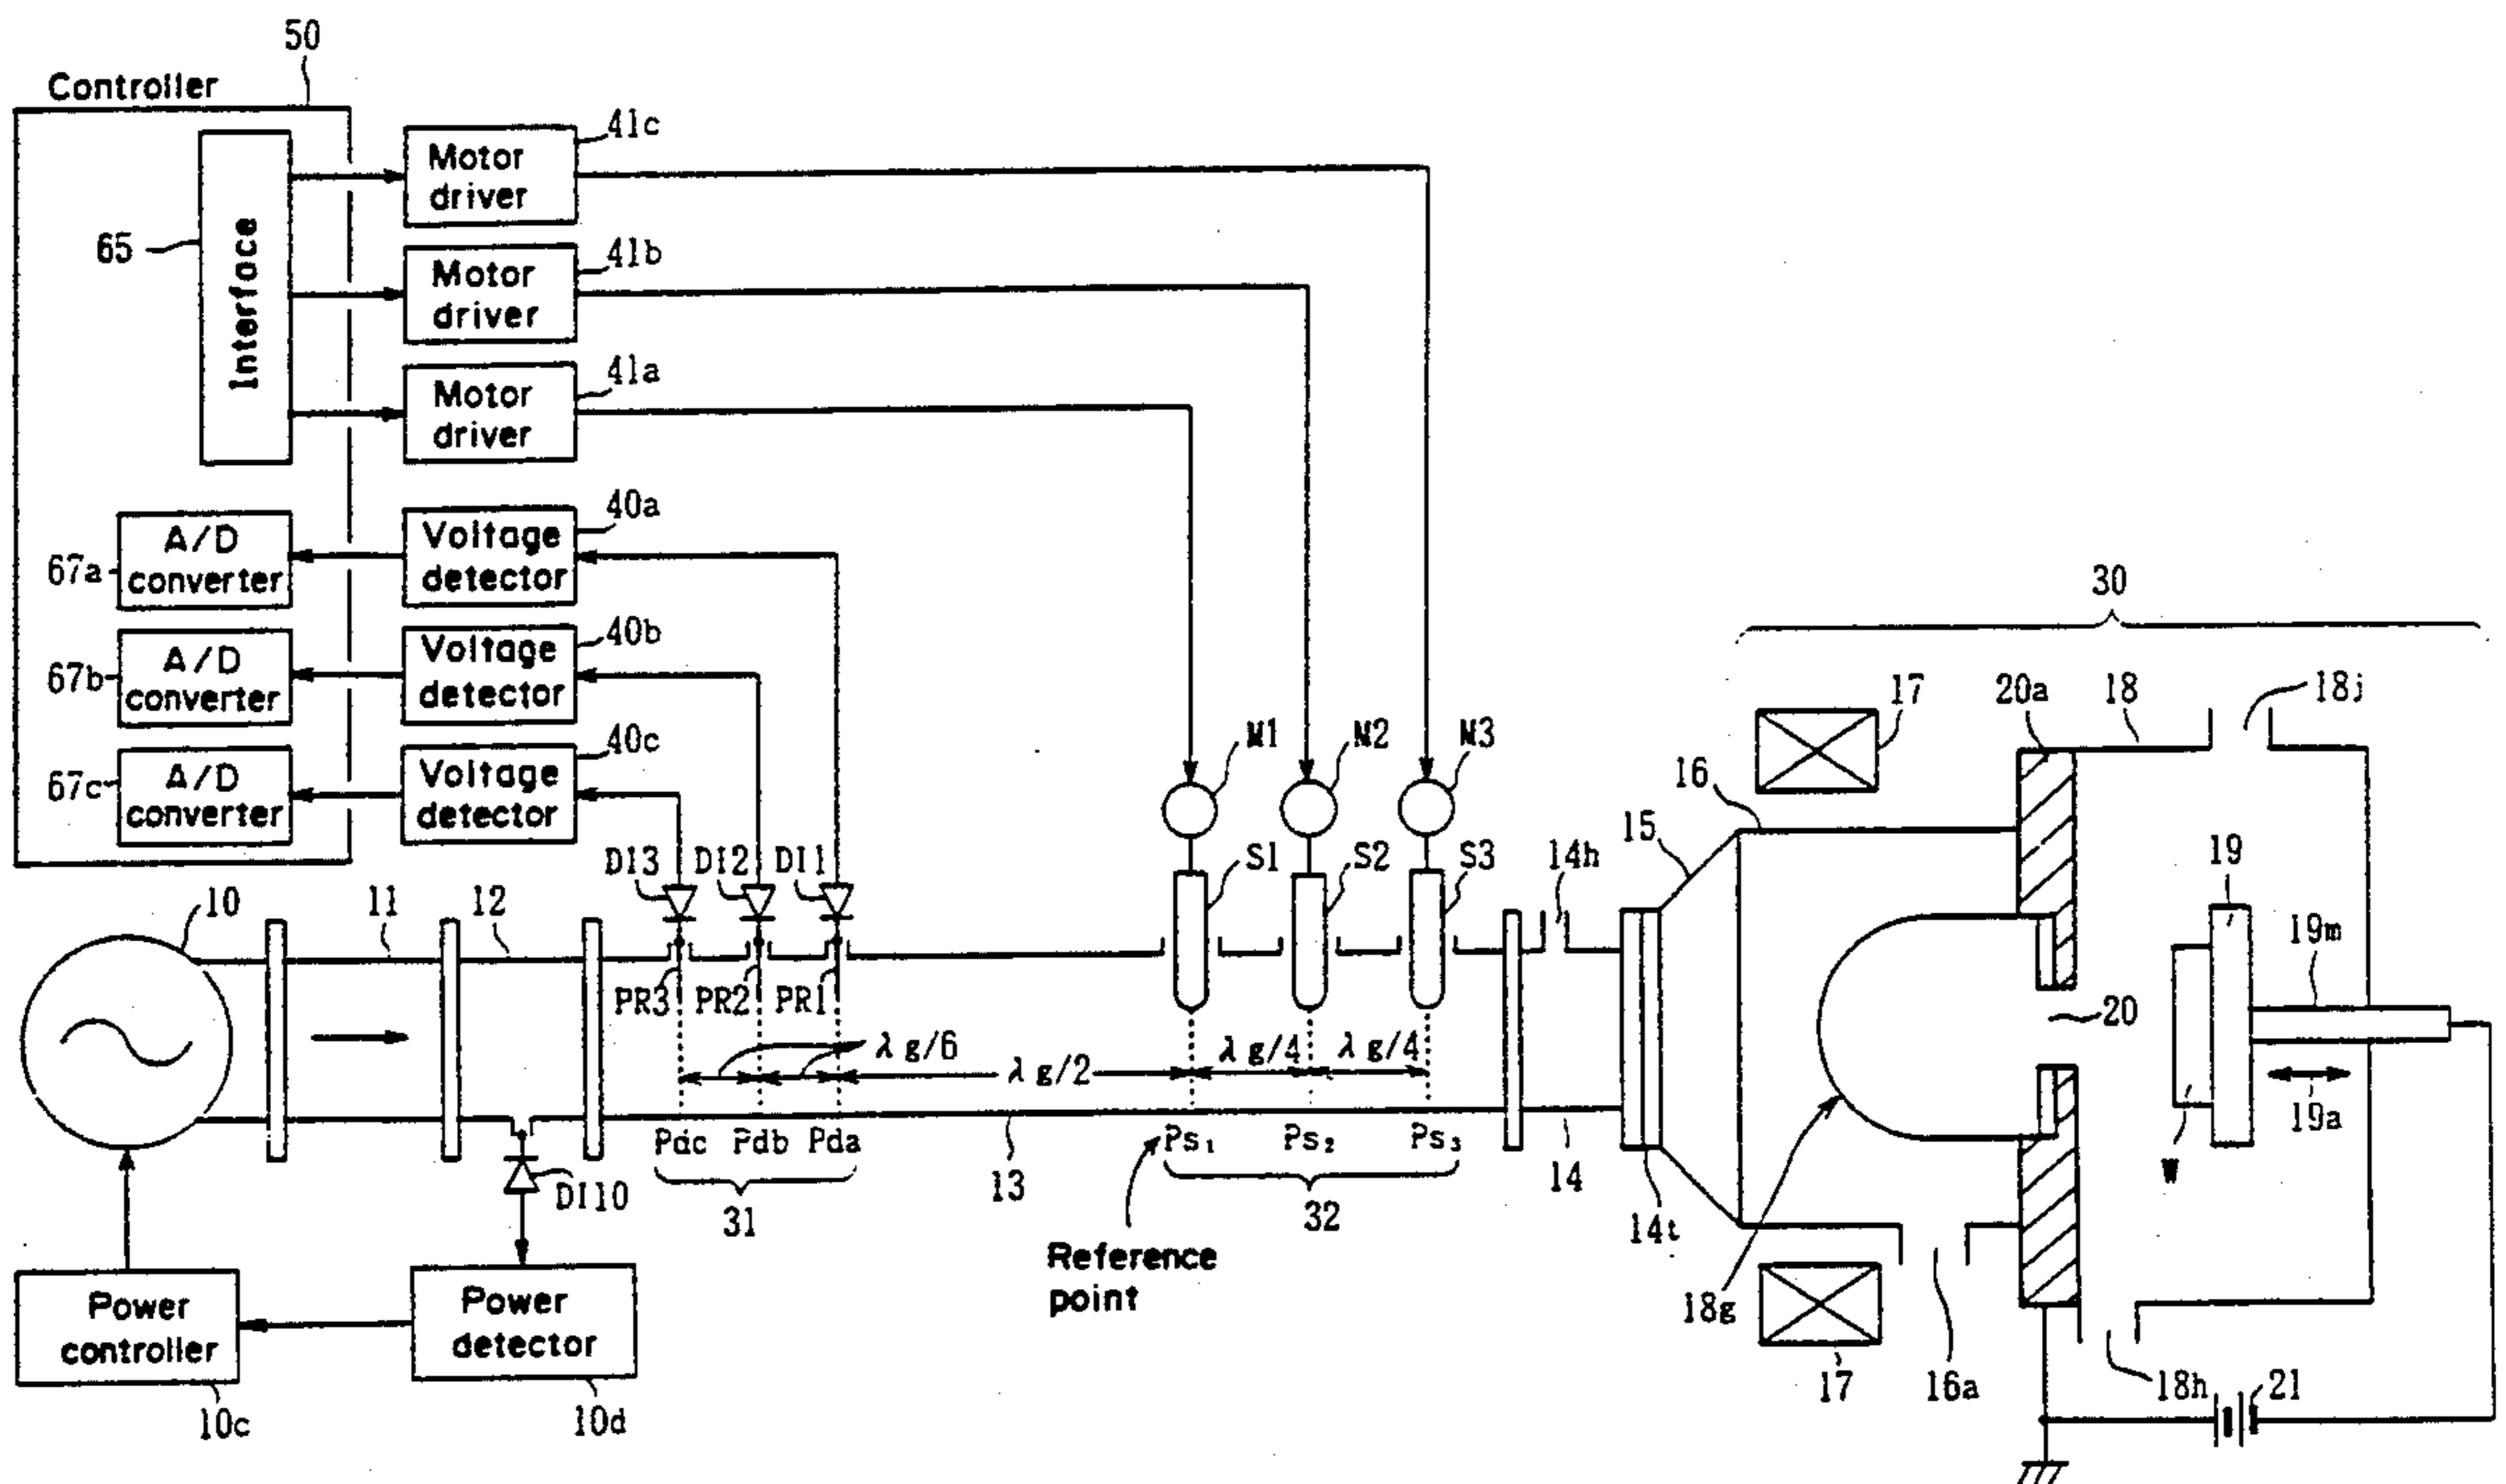 50
Controller
41c
Motor
driver
65
Interface
41b
Motor
driver
41a
Motor
driver
40a
A/D
converter
67a
Voltage
detector
40b
A/D
converter
67b
Voltage
detector
40c
A/D
converter
67c
Voltage
detector
30
17
20a
18
18j
M1
M2
M3
16
15
DI3
DI2
DI1
S1
S2
S3
14h
19
10
11
12
19m
PR3
PR2
PR1
20
λg/6
λg/2
λg/4
λg/4
19a
Pdc
Pdb
Pda
Ps₁
Ps₂
Ps₃
W
DI10
31
13
32
14
14t
Reference
point
18g
Power
controller
Power
detector
17
16a
18h
21
10c
10d